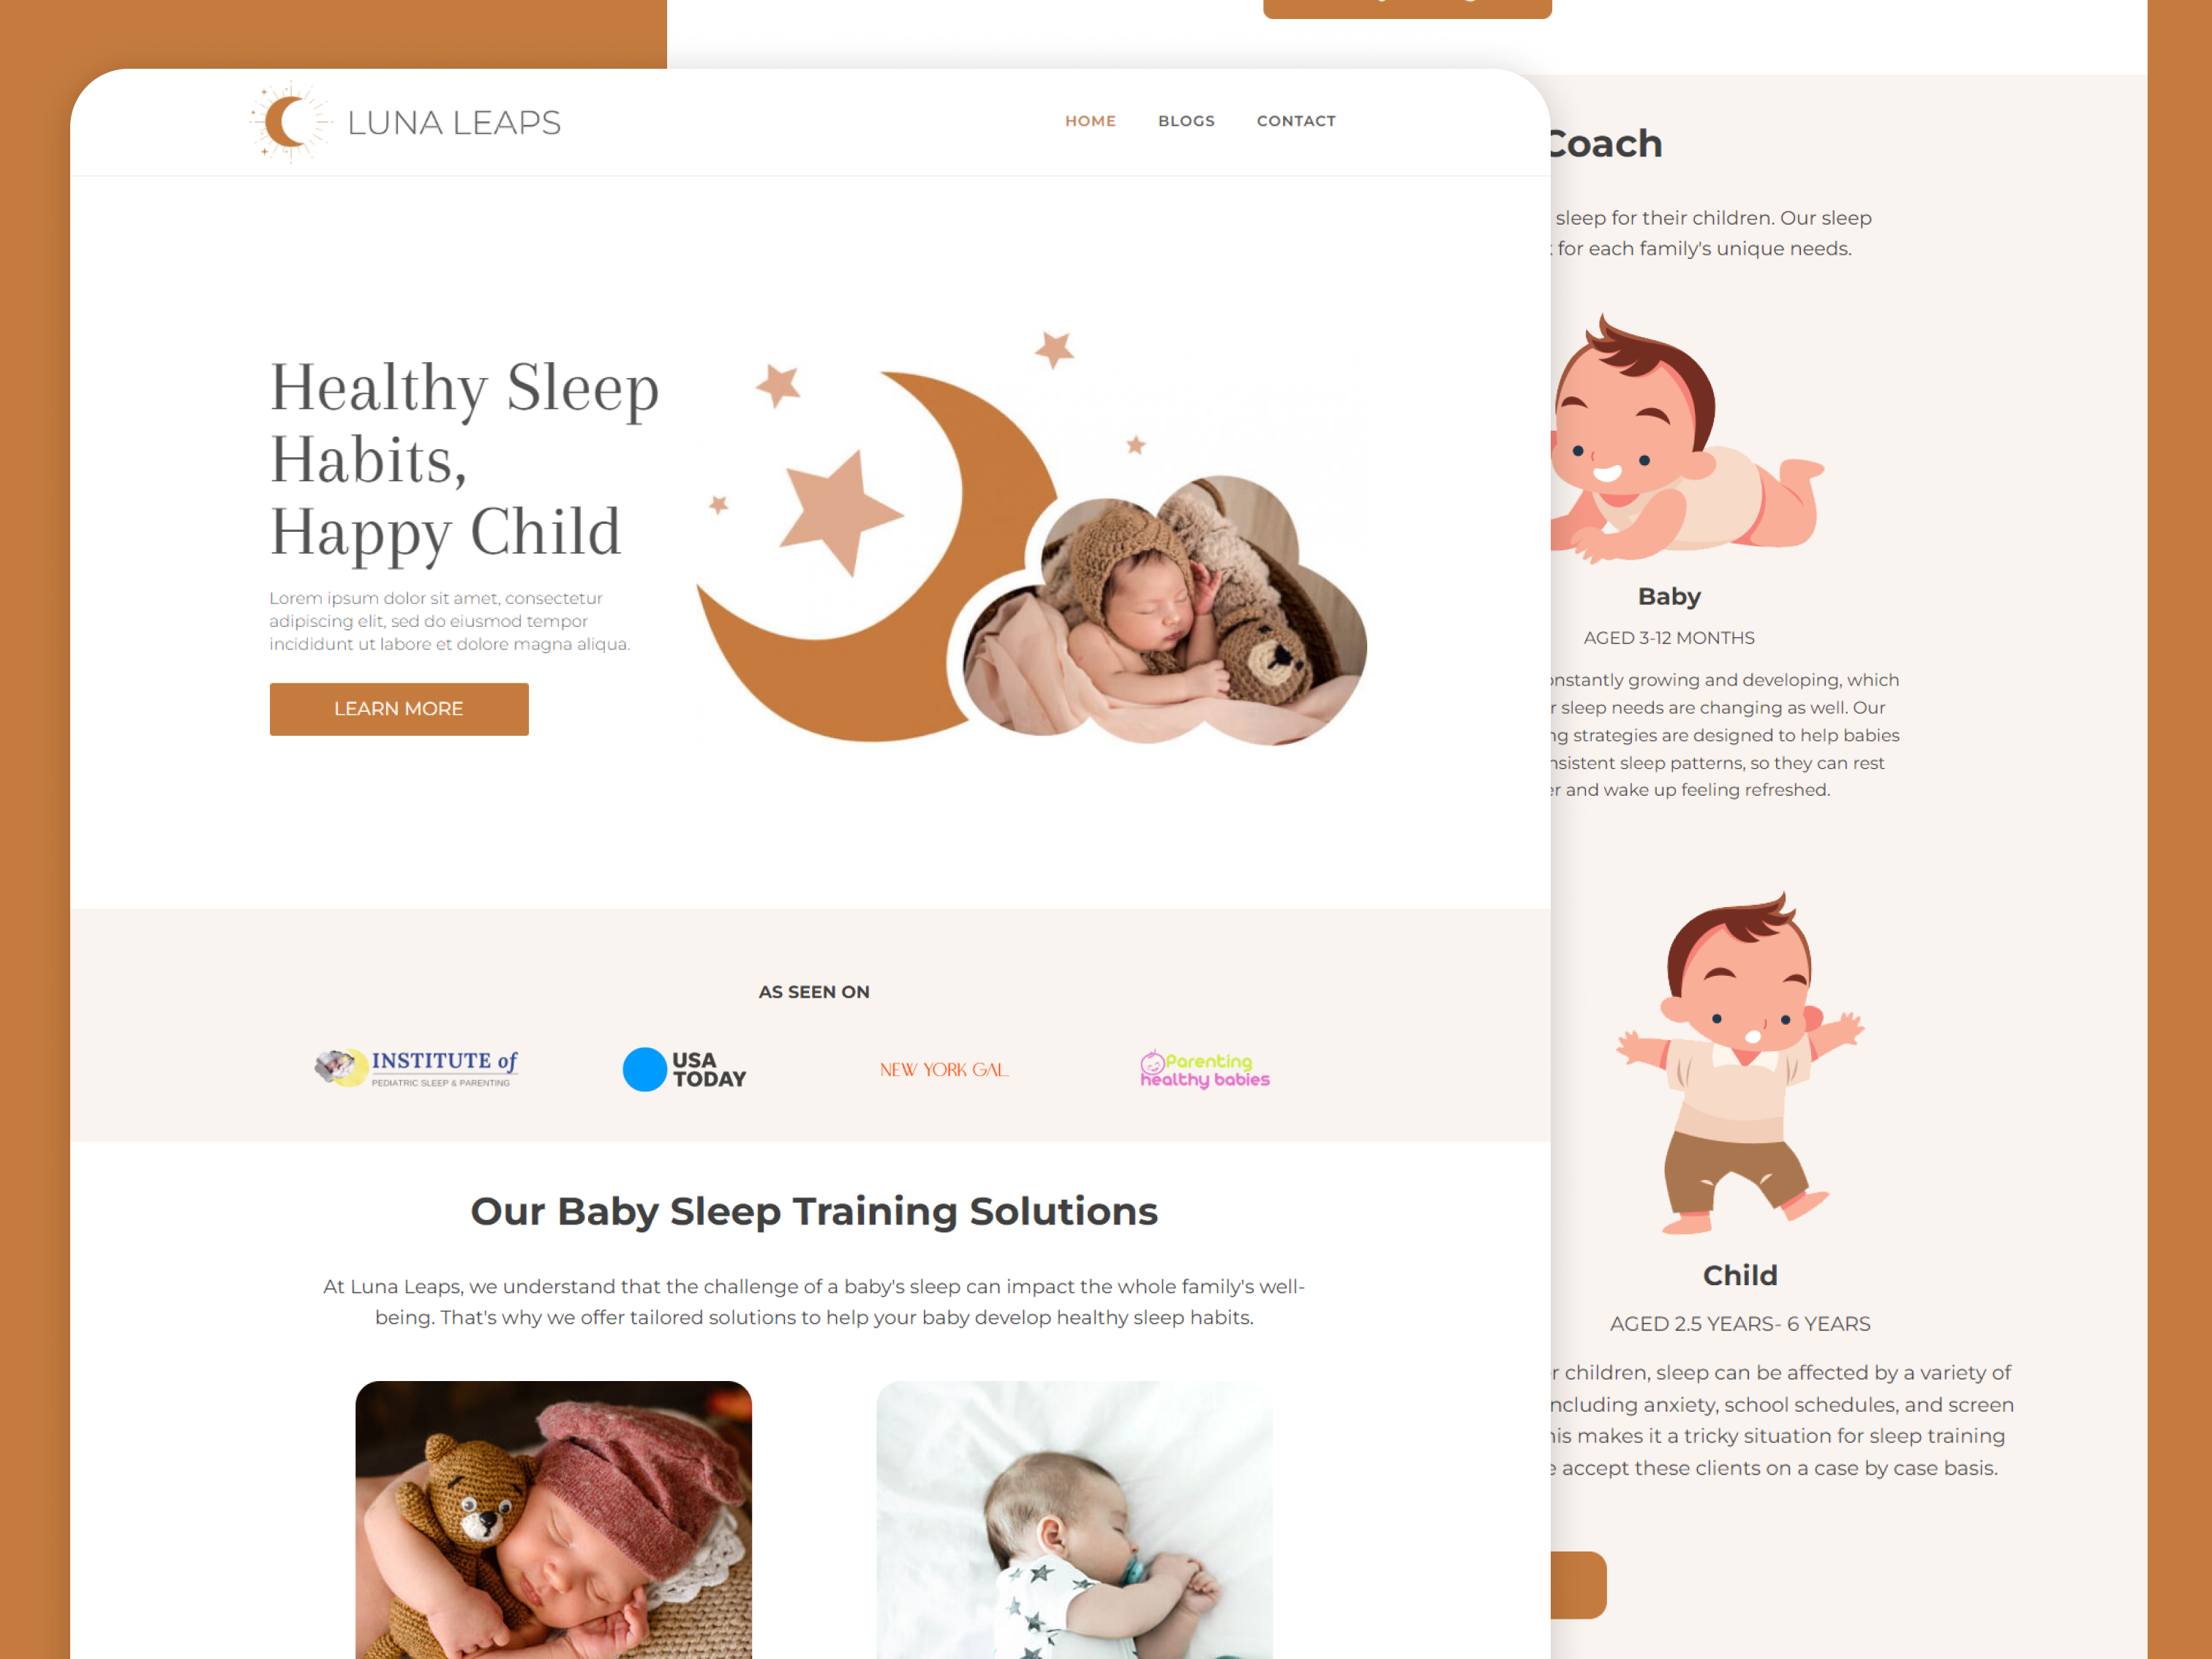 LUNA LEAPS
HOME BLOGS CONTACT
Healthy Sleep
Habits,
Happy Child
Lorem ipsum dolor sit amet, consectetur
adipiscing elit, sed do eiusmod tempor
incididunt ut labore et dolore magna aliqua.
LEARN MORE
AS SEEN ON
INSTITUTE of
PEDIATRIC SLEEP & PARENTING
USA
TODAY
NEW YORK GAL
Parenting
healthy babies
Our Baby Sleep Training Solutions
At Luna Leaps, we understand that the challenge of a baby's sleep can impact the whole family's well-
being. That's why we offer tailored solutions to help your baby develop healthy sleep habits.
Coach
sleep for their children. Our sleep
for each family's unique needs.
Baby
AGED 3-12 MONTHS
growing and developing, which
sleep needs are changing as well. Our
strategies are designed to help babies
sleep patterns, so they can rest
and wake up feeling refreshed.
Child
AGED 2.5 YEARS- 6 YEARS
children, sleep can be affected by a variety of
including anxiety, school schedules, and screen
makes it a tricky situation for sleep training
accept these clients on a case by case basis.